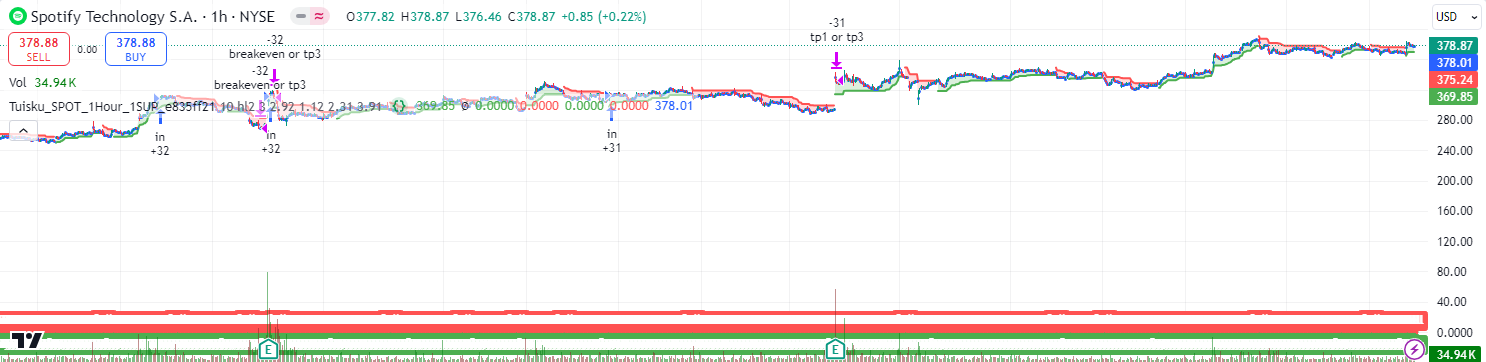 Spotify Technology S.A. · 1h · NYSE O377.82 H378.87 L376.46 C378.87 +0.85 (+0.22%)
USD
378.88 SELL
0.00
378.88 BUY
Vol 34.94K
Tuisku_SPOT_1Hour_1SUP_e835ff21 10 hl2 3 2.92 1.12 2.31 3.91 {} 369.85 Ø 0.0000 0.0000 0.0000 0.0000 378.01
-32
breakeven or tp3
-32
breakeven or tp3
-31
tp1 or tp3
in
+32
in
+32
in
+31
378.87
378.01
375.24
369.85
280.00
240.00
200.00
160.00
120.00
80.00
40.00
0.0000
34.94K
E
E